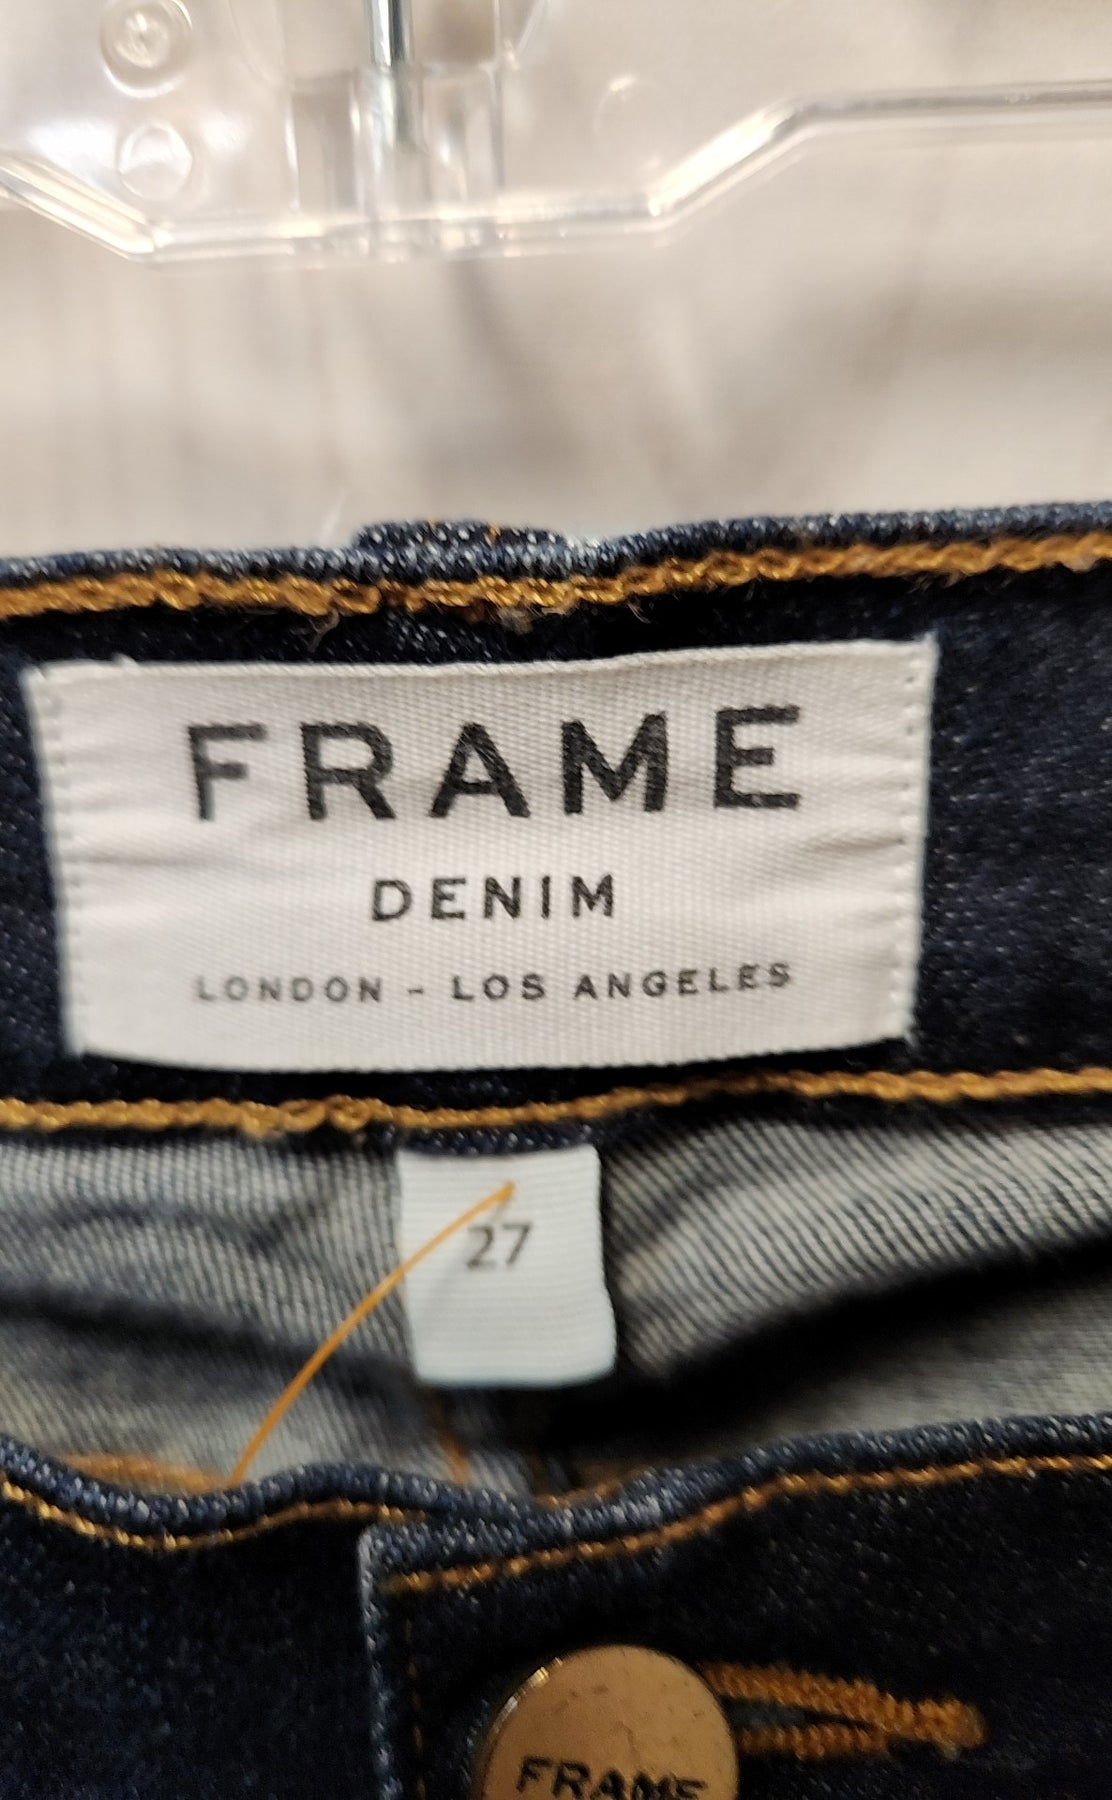 FRAME
DENIM
LONDON - LOS ANGELES
27
FRAME